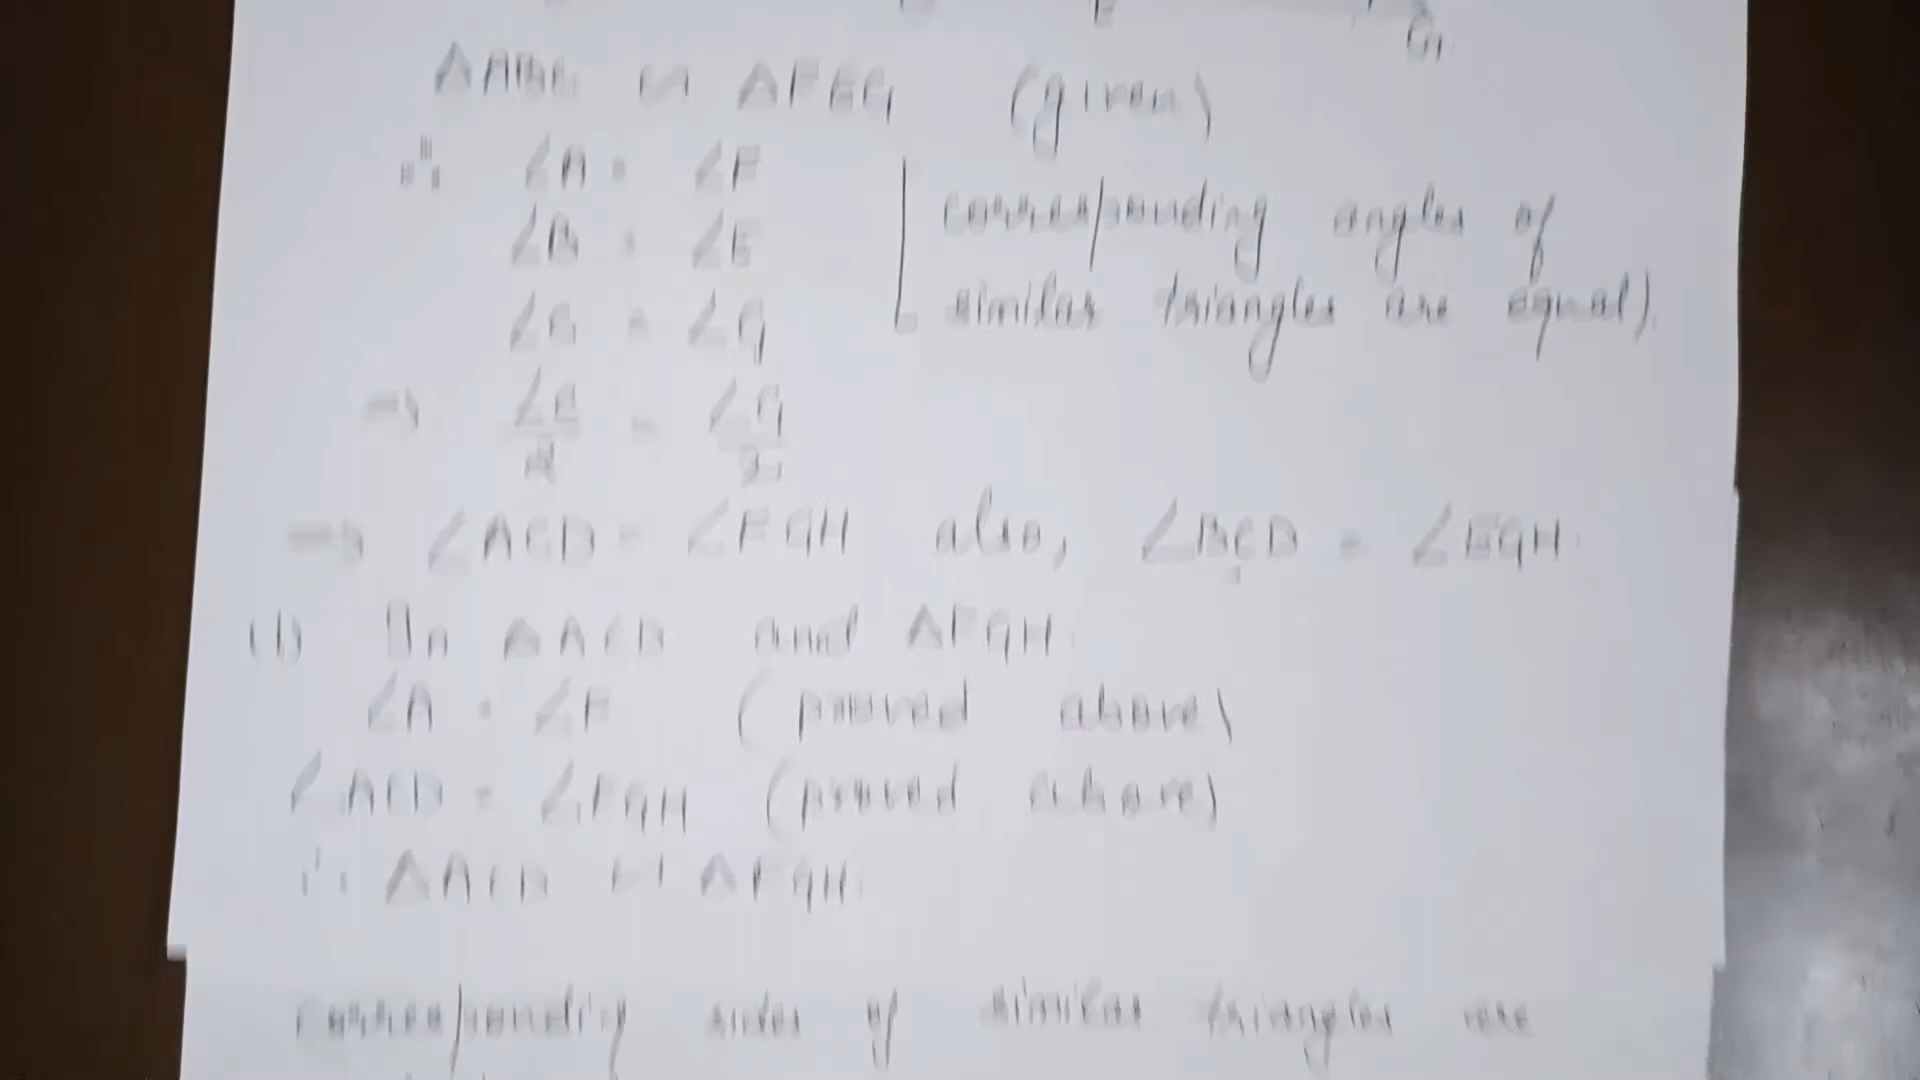 G
ΔABC ∼ ΔFEG (given)
∴ ∠A = ∠F
∠B = ∠E (corresponding angles of
∠C = ∠G similar triangles are equal).
⇒ ∠C/2 = ∠G/2
⇒ ∠ACD = ∠FGH also, ∠BCD = ∠EGH.
(i) In ΔACD and ΔFGH.
∠A = ∠F (proved above)
∠ACD = ∠FGH (proved above)
∴ ΔACD ∼ ΔFGH.
corresponding sides of similar triangles are